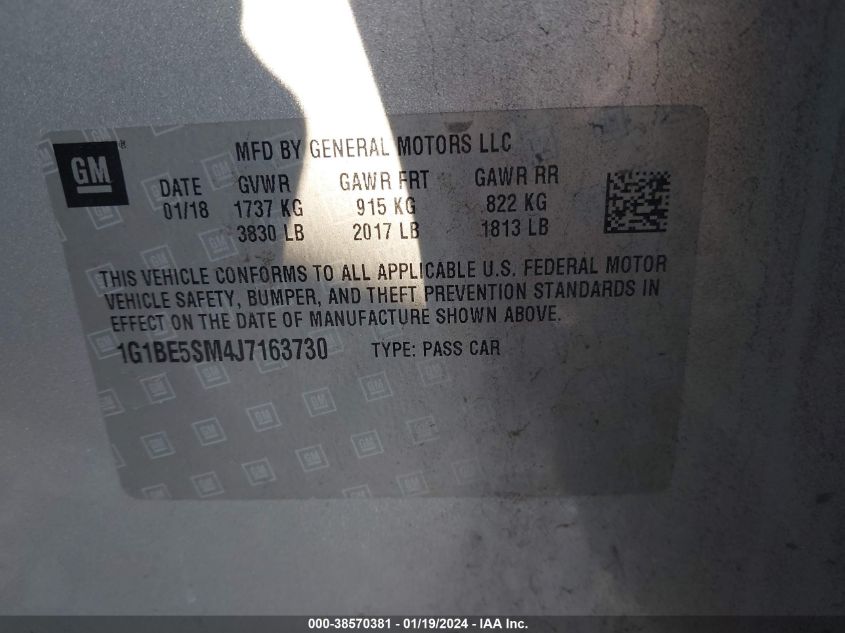 GM
MFD BY GENERAL MOTORS LLC
DATE GVWR GAWR FRT GAWR RR
01/18 1737 KG 915 KG 822 KG
3830 LB 2017 LB 1813 LB
THIS VEHICLE CONFORMS TO ALL APPLICABLE U.S. FEDERAL MOTOR
VEHICLE SAFETY, BUMPER, AND THEFT PREVENTION STANDARDS IN
EFFECT ON THE DATE OF MANUFACTURE SHOWN ABOVE.
1G1BE5SM4J7163730 TYPE: PASS CAR
000-38570381 - 01/19/2024 - IAA Inc.